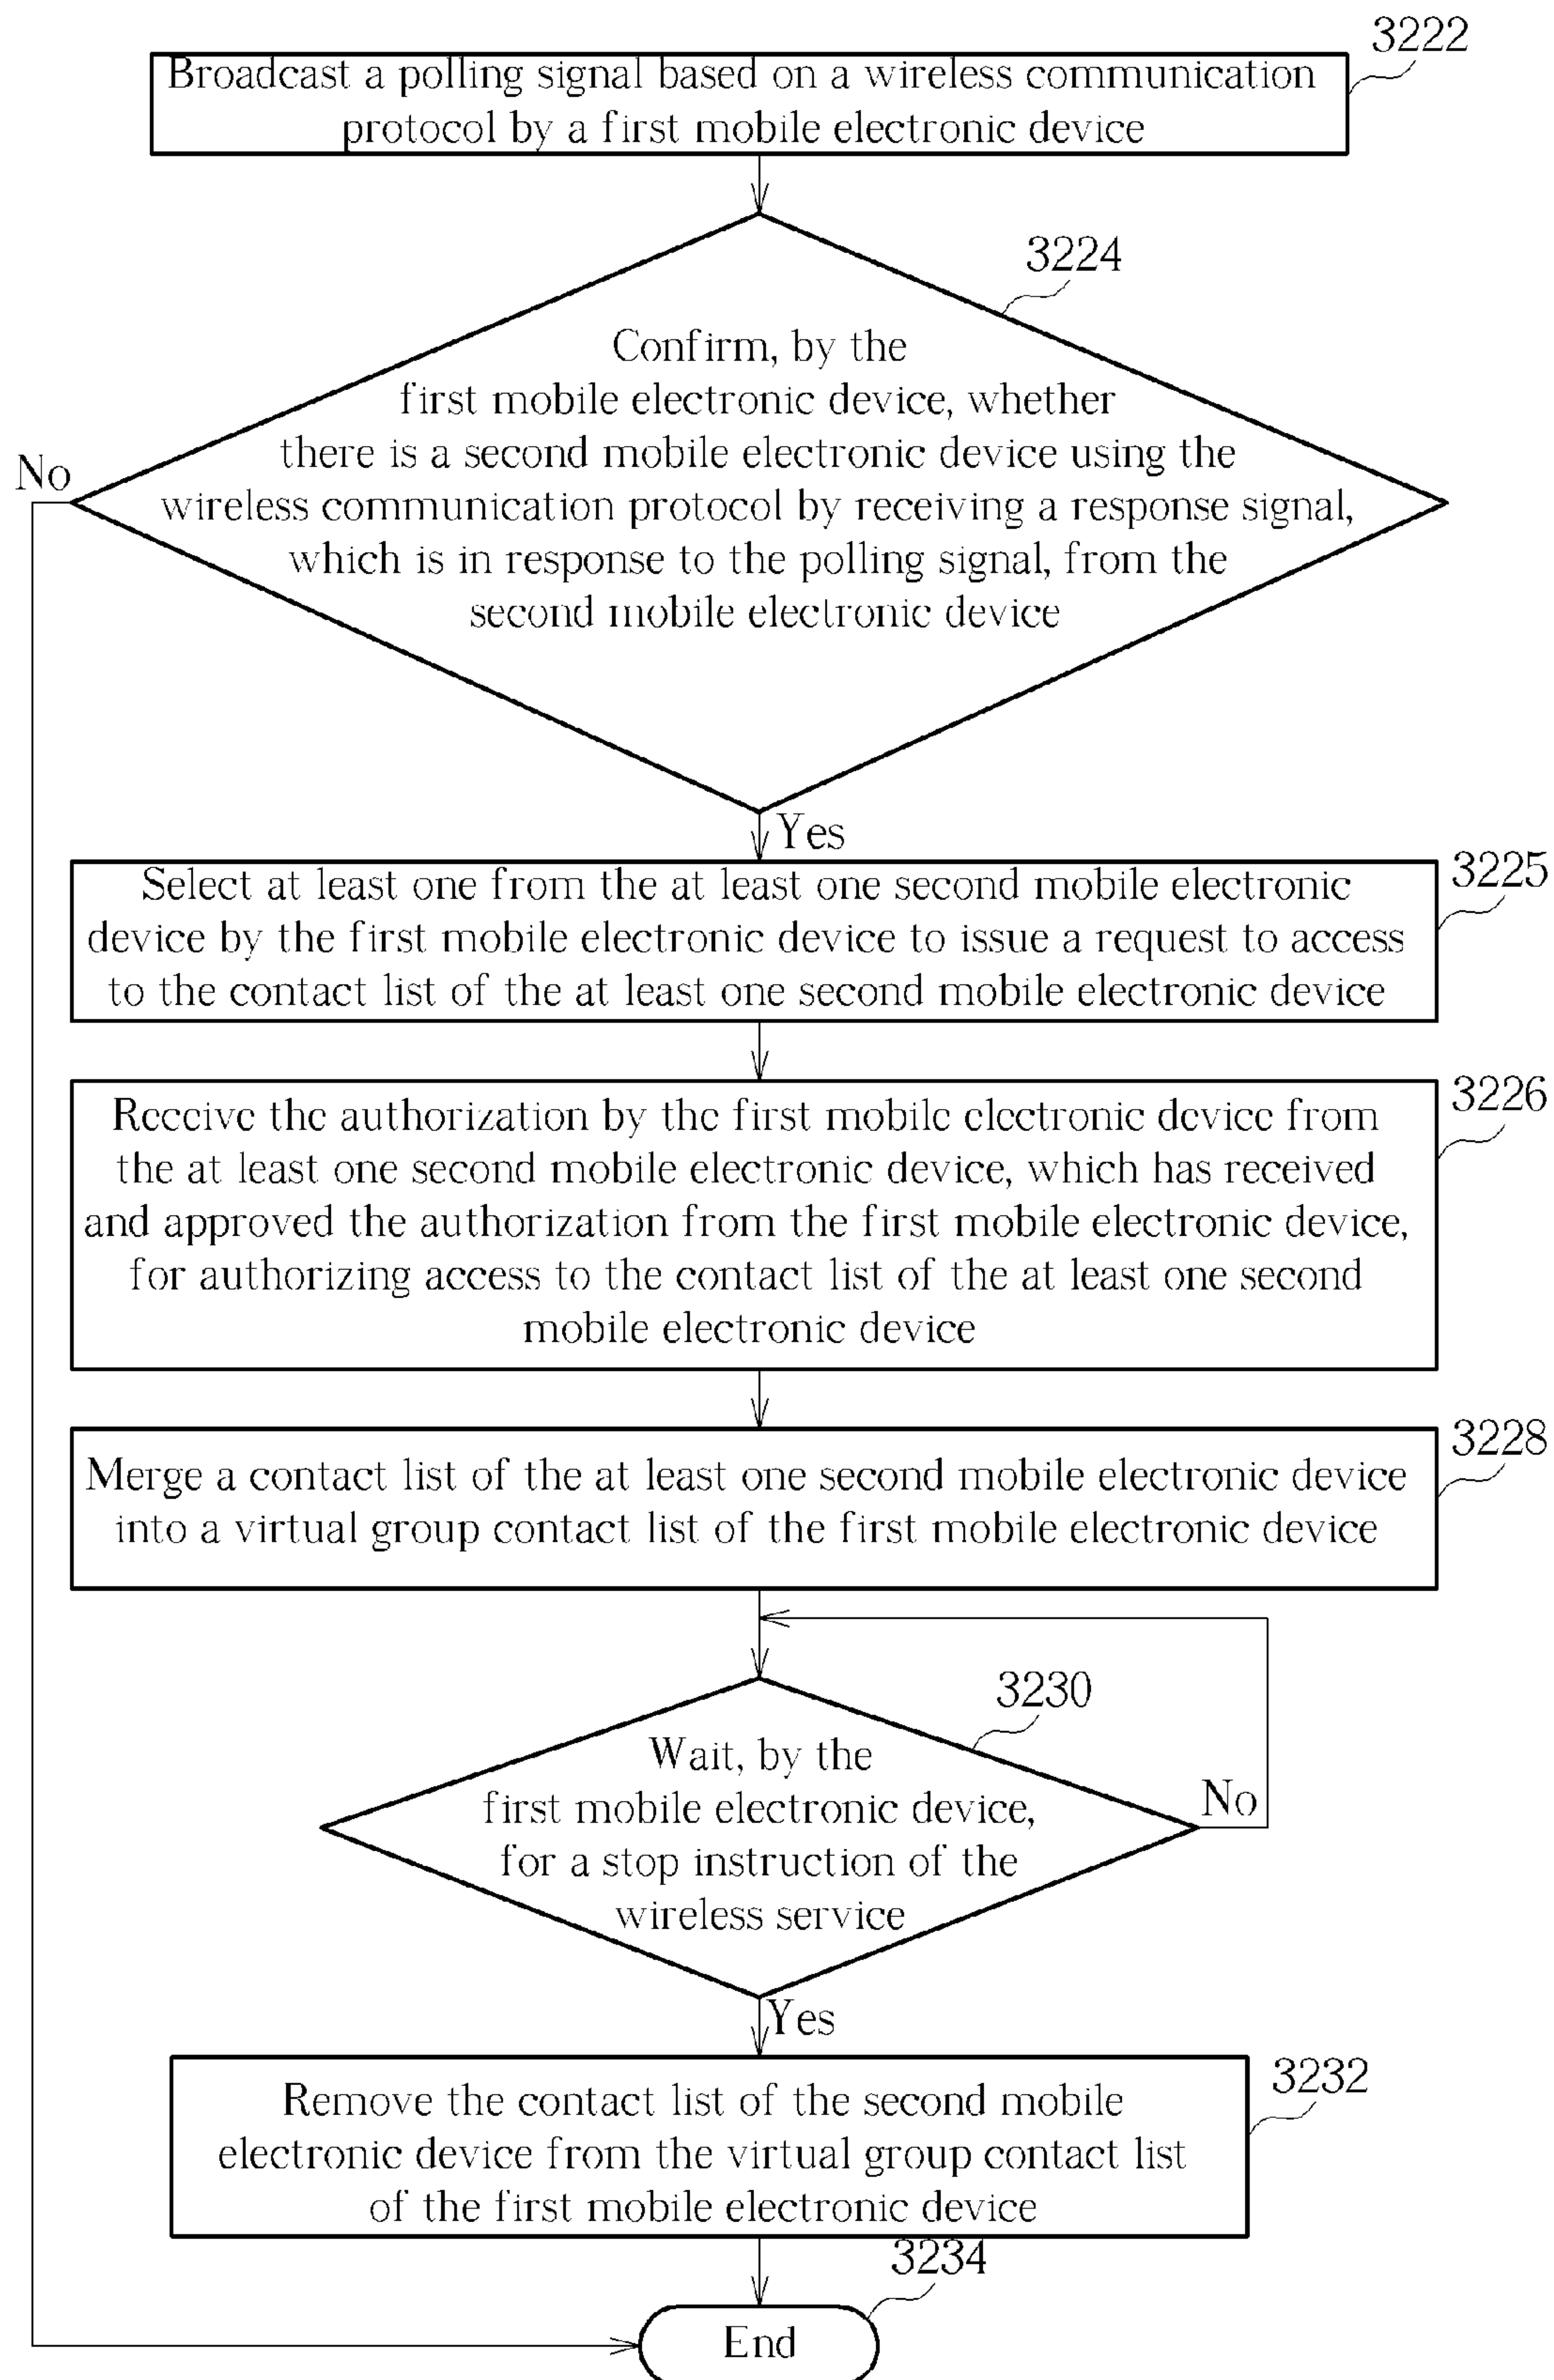 3222
Broadcast a polling signal based on a wireless communication
protocol by a first mobile electronic device
3224
Confirm, by the
first mobile electronic device, whether
there is a second mobile electronic device using the
wireless communication protocol by receiving a response signal,
which is in response to the polling signal, from the
second mobile electronic device
No
Yes
3225
Select at least one from the at least one second mobile electronic
device by the first mobile electronic device to issue a request to access
to the contact list of the at least one second mobile electronic device
3226
Receive the authorization by the first mobile electronic device from
the at least one second mobile electronic device, which has received
and approved the authorization from the first mobile electronic device,
for authorizing access to the contact list of the at least one second
mobile electronic device
3228
Merge a contact list of the at least one second mobile electronic device
into a virtual group contact list of the first mobile electronic device
3230
Wait, by the
first mobile electronic device,
for a stop instruction of the
wireless service
No
Yes
3232
Remove the contact list of the second mobile
electronic device from the virtual group contact list
of the first mobile electronic device
3234
End